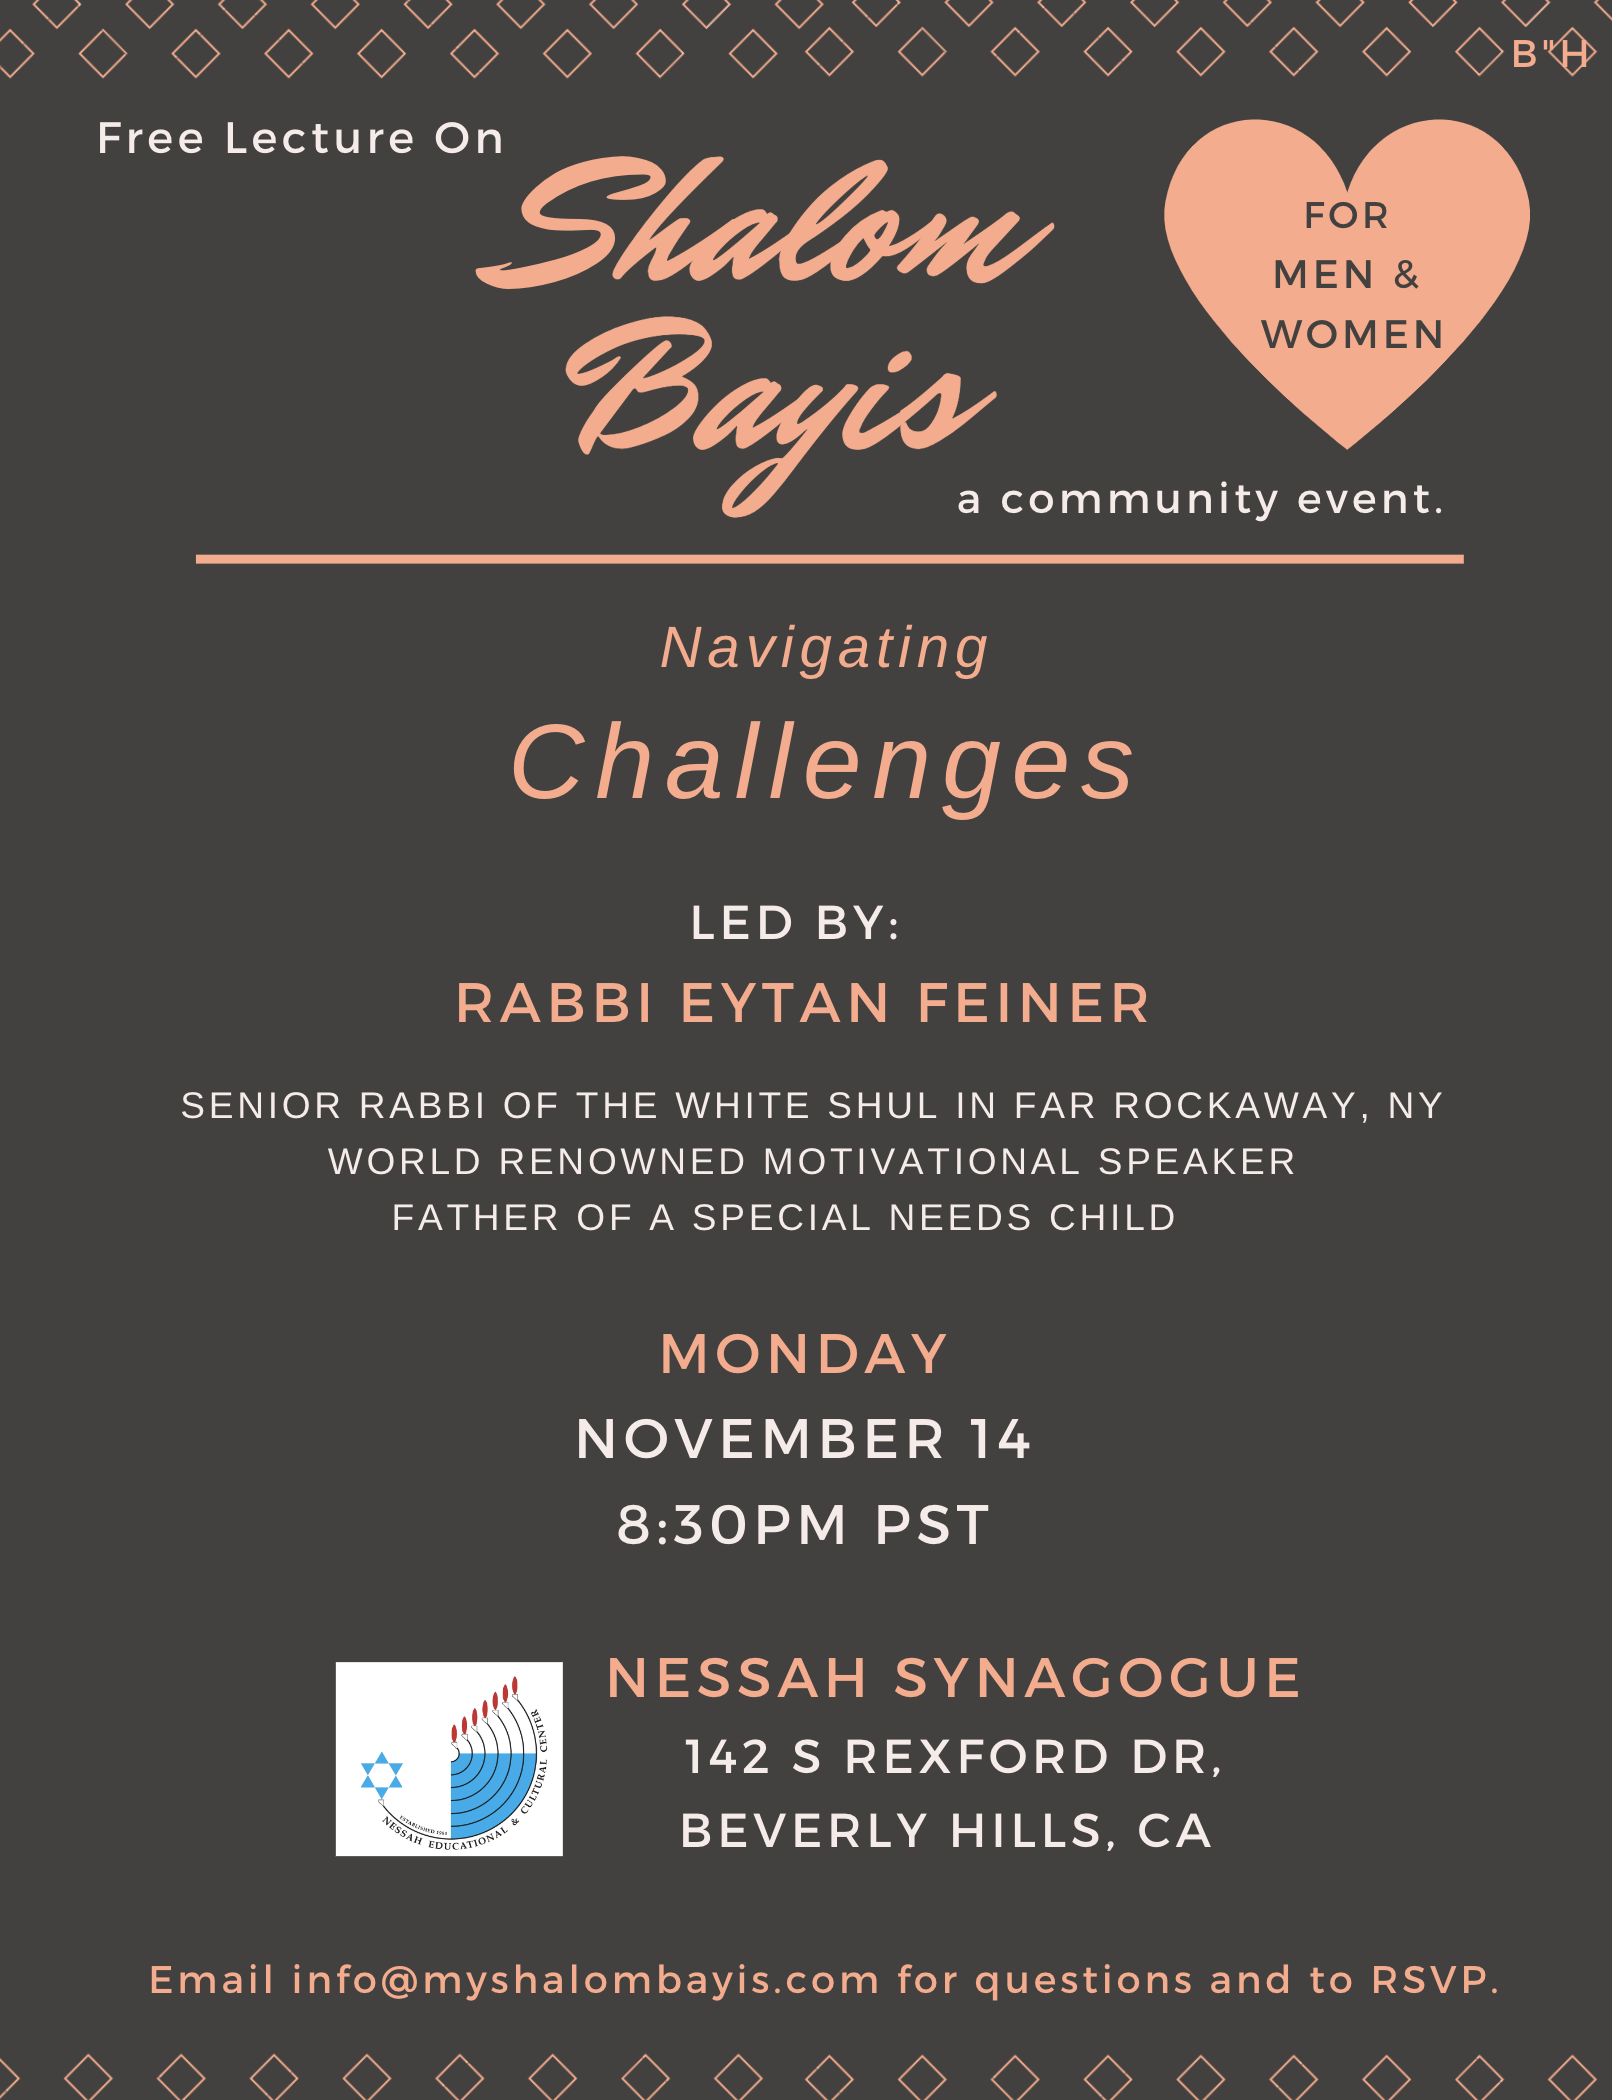 B"H
Free Lecture On
Shalom
Bayis
FOR
MEN &
WOMEN
a community event.
Navigating
Challenges
LED BY:
RABBI EYTAN FEINER
SENIOR RABBI OF THE WHITE SHUL IN FAR ROCKAWAY, NY
WORLD RENOWNED MOTIVATIONAL SPEAKER
FATHER OF A SPECIAL NEEDS CHILD
MONDAY
NOVEMBER 14
8:30PM PST
NESSAH SYNAGOGUE
142 S REXFORD DR,
BEVERLY HILLS, CA
ESTABLISHED
NESSAH EDUCATIONAL & CULTURAL CENTER
Email info@myshalombayis.com for questions and to RSVP.